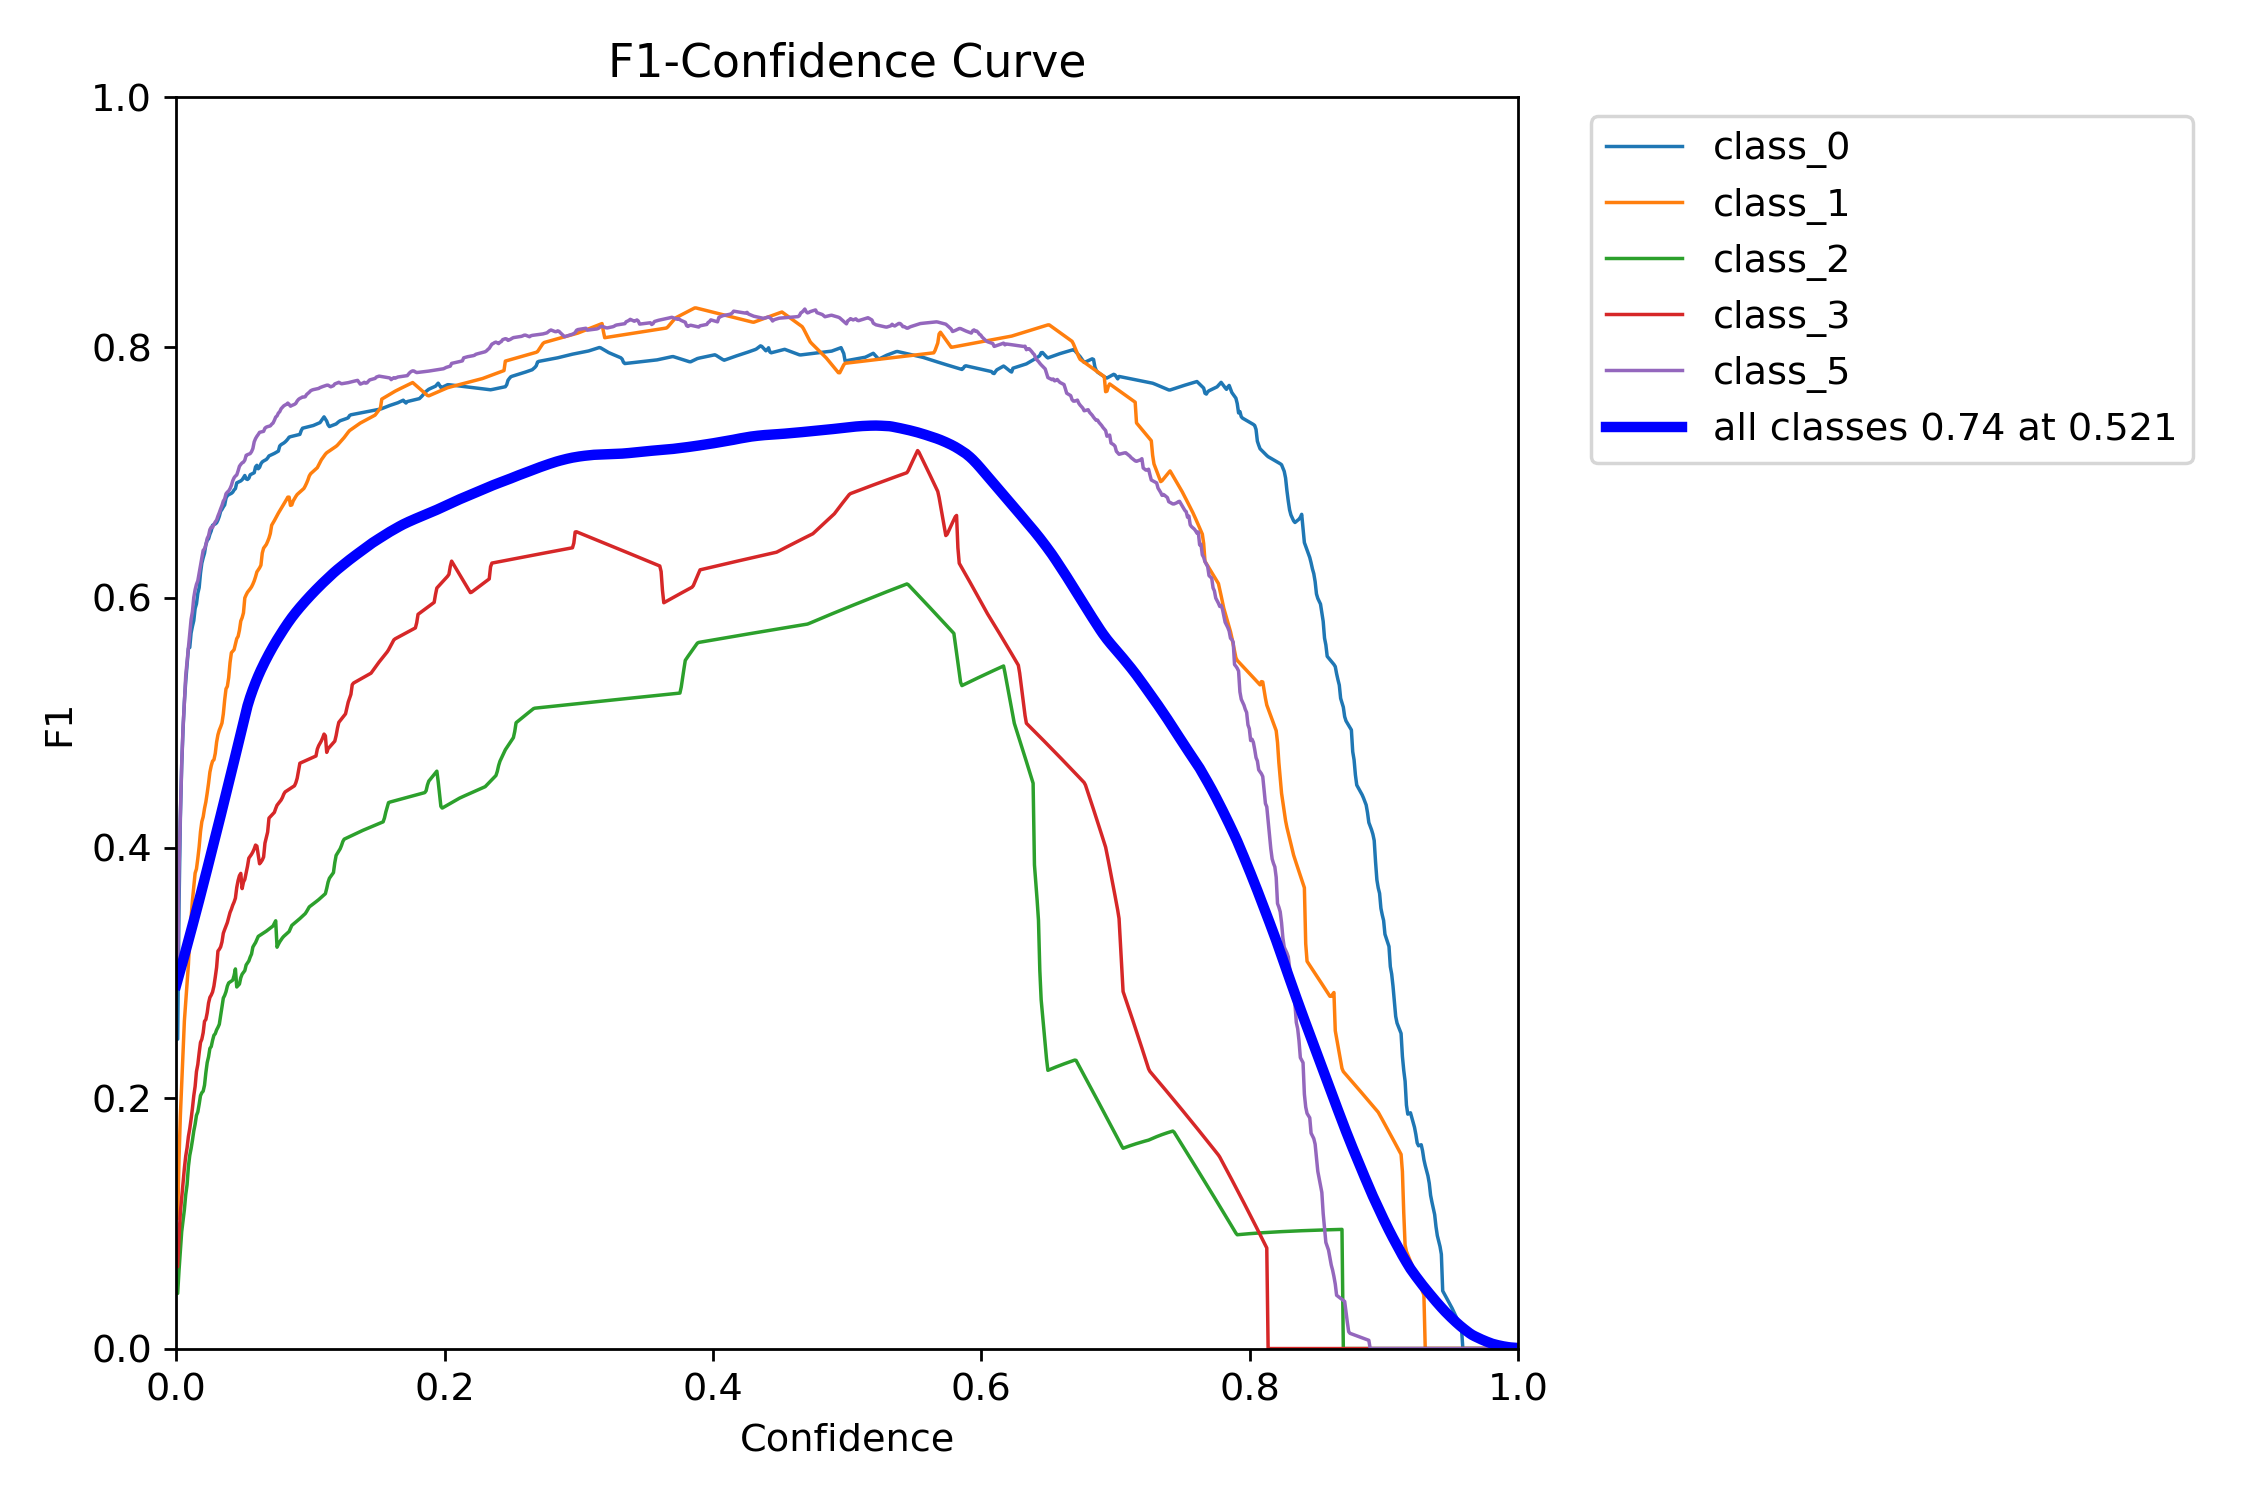 F1-Confidence Curve
1.0
0.8
0.6
0.4
0.2
0.0
F1
0.0 0.2 0.4 0.6 0.8 1.0
Confidence
class_0
class_1
class_2
class_3
class_5
all classes 0.74 at 0.521